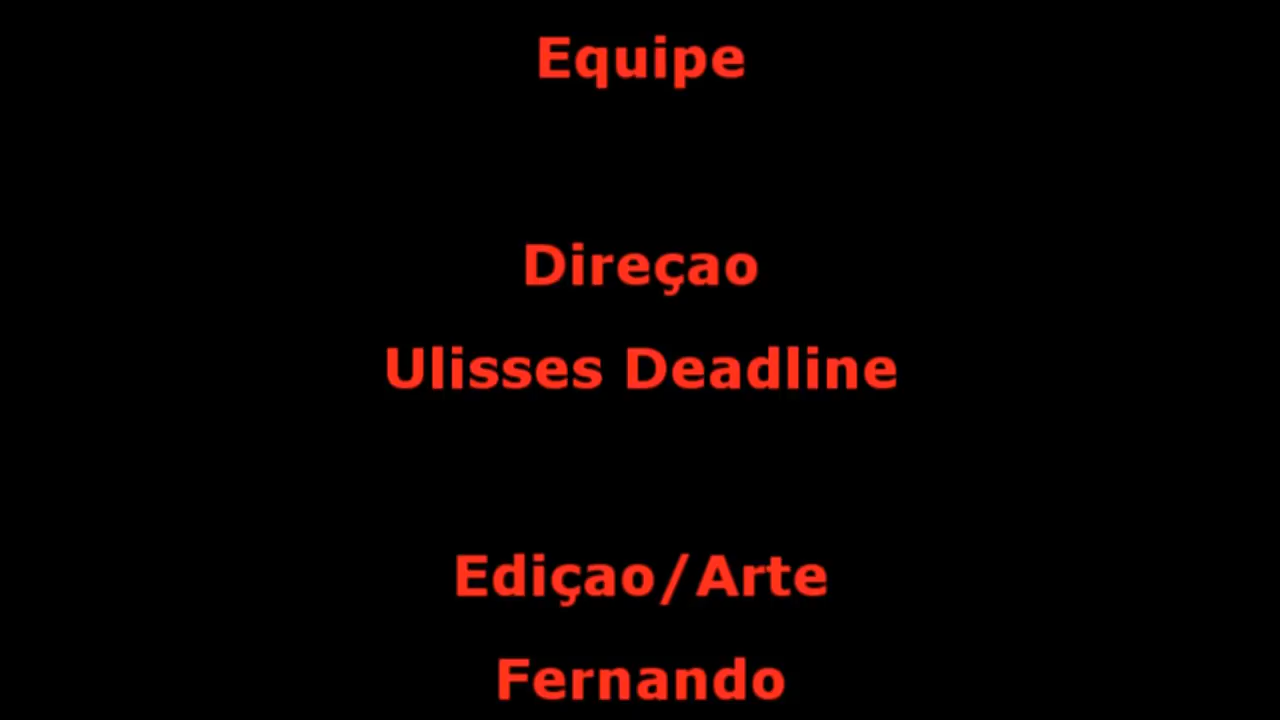 Equipe
Direçao
Ulisses Deadline
Ediçao/Arte
Fernando